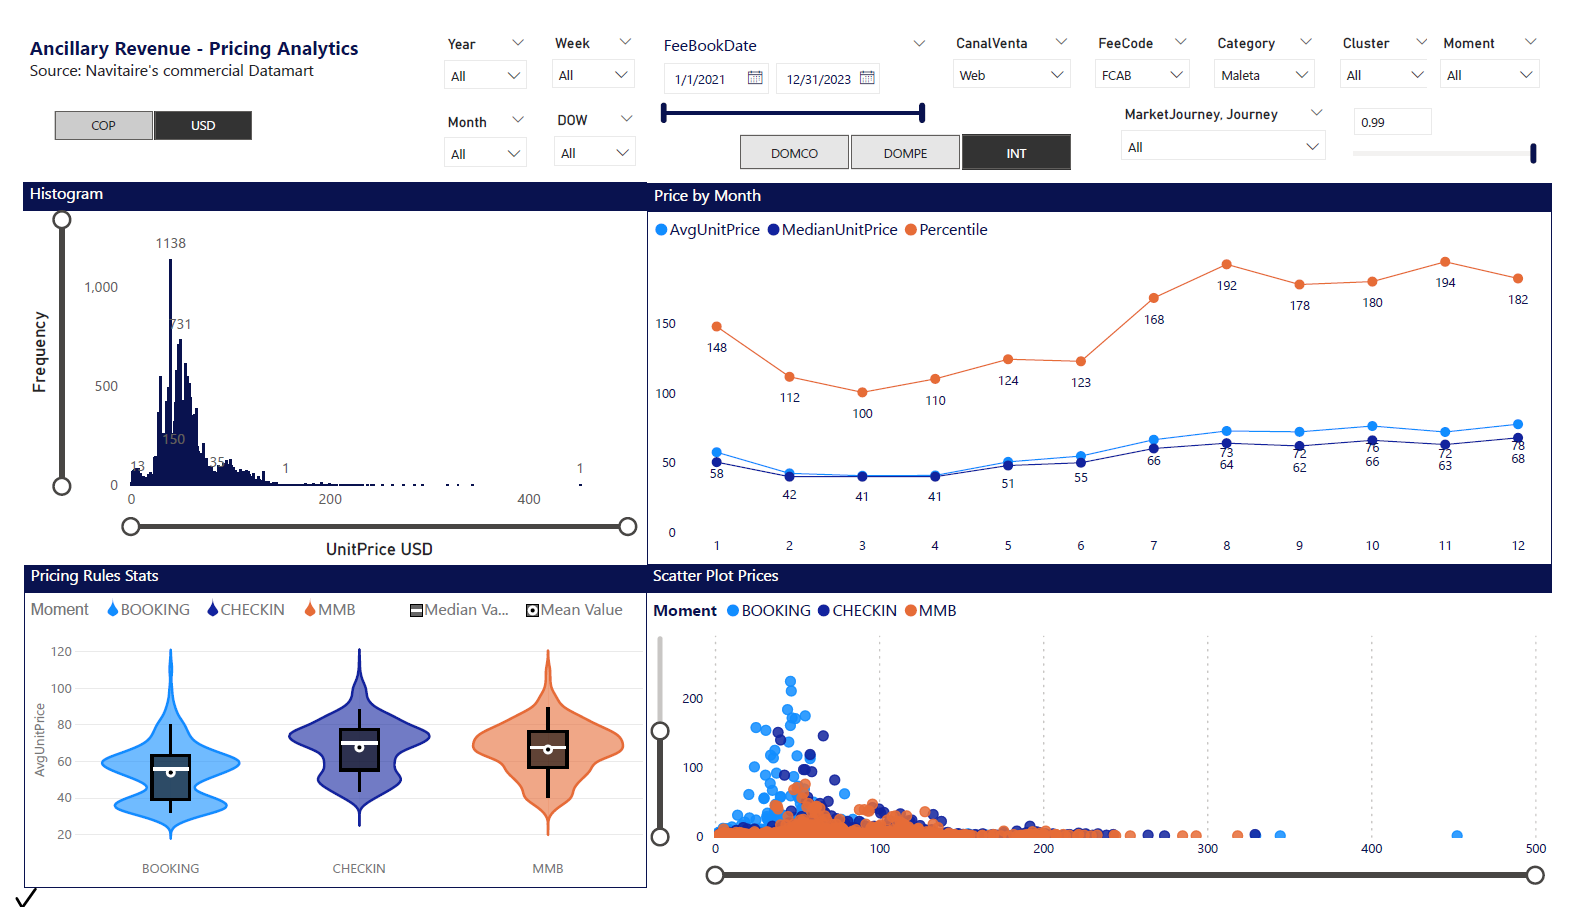 Ancillary Revenue - Pricing Analytics
Source: Navitaire's commercial Datamart
COP USD
Year Week
All All
Month DOW
All All
FeeBookDate
1/1/2021 12/31/2023
DOMCO DOMPE INT
CanalVenta FeeCode Category Cluster Moment
Web FCAB Maleta All All
MarketJourney, Journey
All
0.99
Histogram
Frequency
1,000
500
0
1138
731
150
13
35
1
1
0 200 400
UnitPrice USD
Price by Month
AvgUnitPrice MedianUnitPrice Percentile
150
100
50
0
148 112 100 110 124 123 168 192 178 180 194 182
58 42 41 41 51 55 66 73 72 76 72 78
64 62 66 63 68
1 2 3 4 5 6 7 8 9 10 11 12
Pricing Rules Stats
Moment BOOKING CHECKIN MMB Median Va... Mean Value
AvgUnitPrice
120
100
80
60
40
20
BOOKING CHECKIN MMB
Scatter Plot Prices
Moment BOOKING CHECKIN MMB
200
100
0
0 100 200 300 400 500